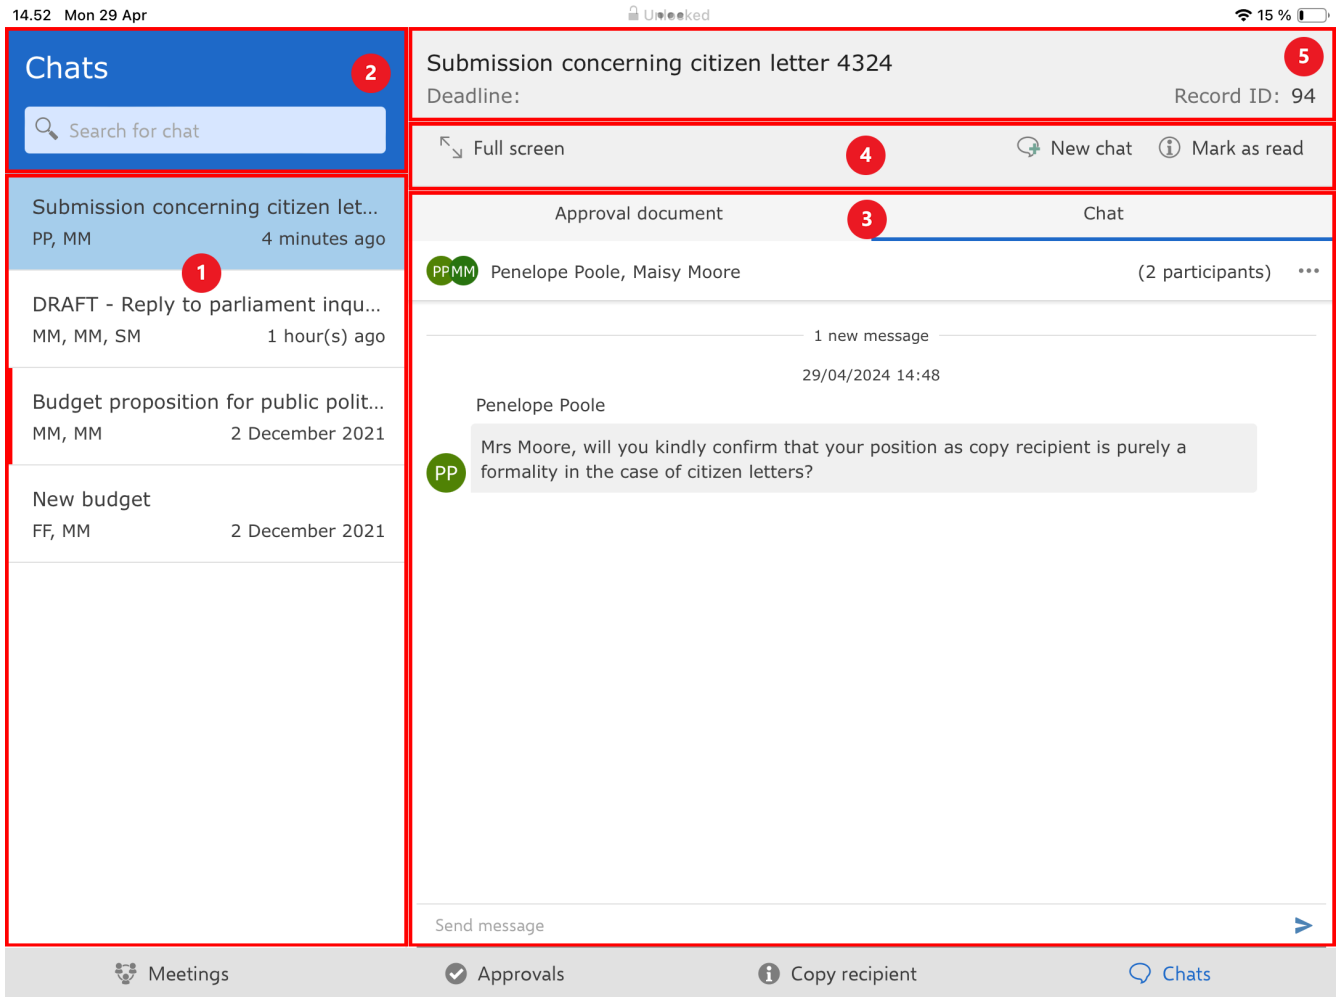 14.52 Mon 29 Apr
Unlocked
15 %
Chats
2
Search for chat
Submission concerning citizen let...
PP, MM
4 minutes ago
1
DRAFT - Reply to parliament inqu...
MM, MM, SM
1 hour(s) ago
Budget proposition for public polit...
MM, MM
2 December 2021
New budget
FF, MM
2 December 2021
Submission concerning citizen letter 4324
5
Deadline:
Record ID: 94
Full screen
4
New chat
Mark as read
Approval document
3
Chat
PP MM Penelope Poole, Maisy Moore
(2 participants)
1 new message
29/04/2024 14:48
Penelope Poole
PP
Mrs Moore, will you kindly confirm that your position as copy recipient is purely a
formality in the case of citizen letters?
Send message
Meetings
Approvals
Copy recipient
Chats